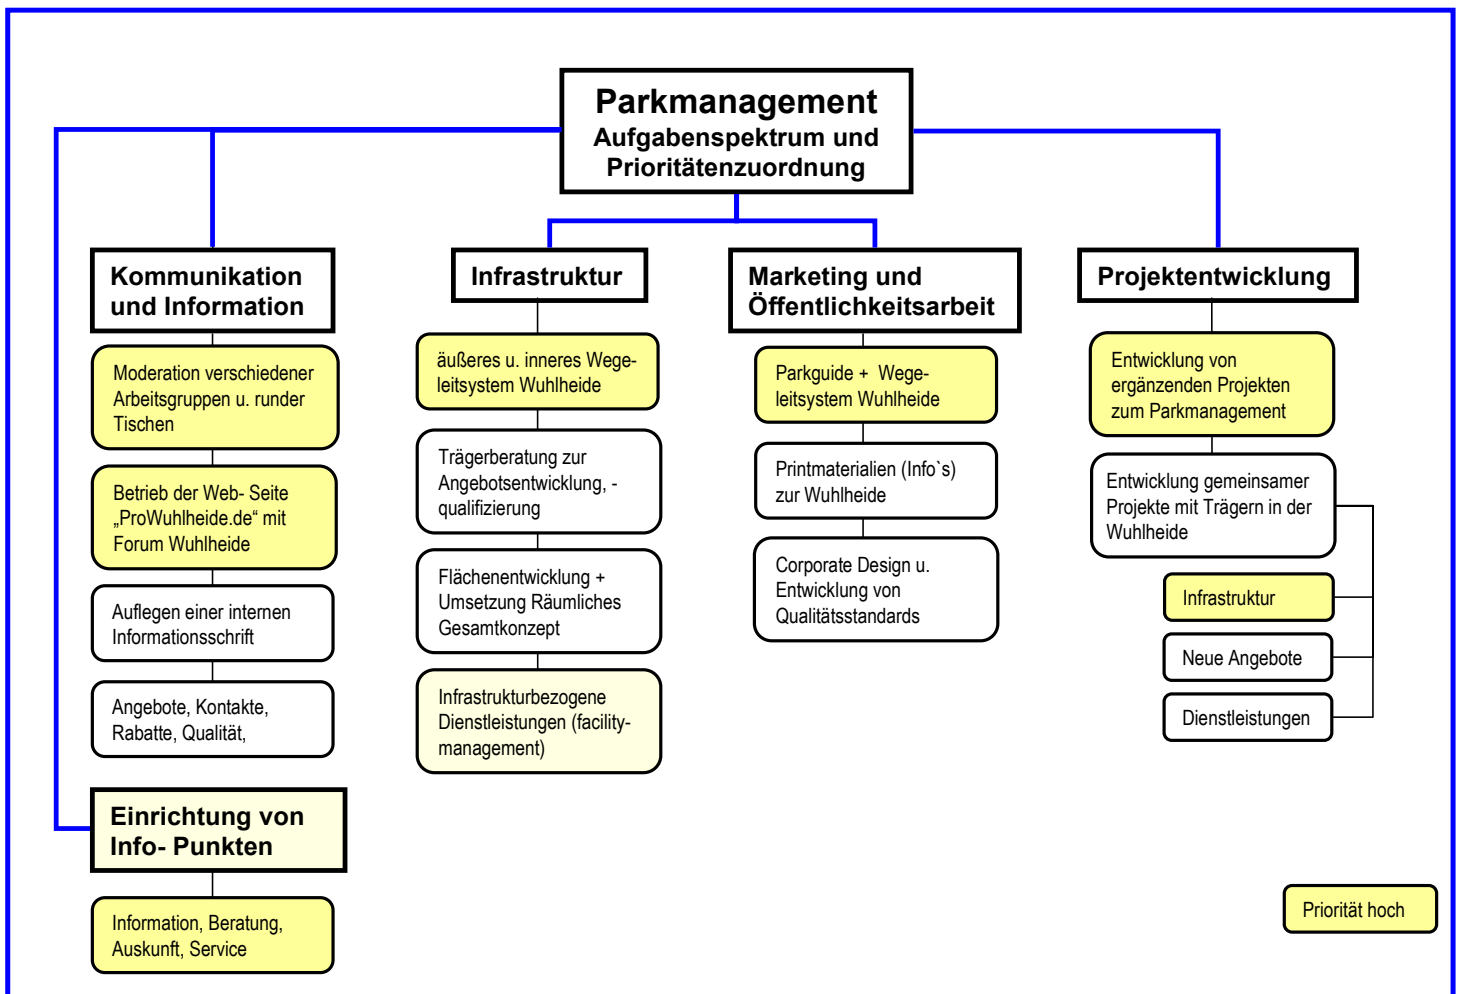 Parkmanagement
Aufgabenspektrum und
Prioritätenzuordnung
Kommunikation
und Information
Moderation verschiedener
Arbeitsgruppen u. runder
Tischen
Betrieb der Web- Seite
„ProWuhlheide.de“ mit
Forum Wuhlheide
Auflegen einer internen
Informationsschrift
Angebote, Kontakte,
Rabatte, Qualität,
Einrichtung von
Info- Punkten
Information, Beratung,
Auskunft, Service
Infrastruktur
äußeres u. inneres Wege-
leitsystem Wuhlheide
Trägerberatung zur
Angebotsentwicklung, -
qualifizierung
Flächenentwicklung +
Umsetzung Räumliches
Gesamtkonzept
Infrastrukturbezogene
Dienstleistungen (facility-
management)
Marketing und
Öffentlichkeitsarbeit
Parkguide + Wege-
leitsystem Wuhlheide
Printmaterialien (Info`s)
zur Wuhlheide
Corporate Design u.
Entwicklung von
Qualitätsstandards
Projektentwicklung
Entwicklung von
ergänzenden Projekten
zum Parkmanagement
Entwicklung gemeinsamer
Projekte mit Trägern in der
Wuhlheide
Infrastruktur
Neue Angebote
Dienstleistungen
Priorität hoch